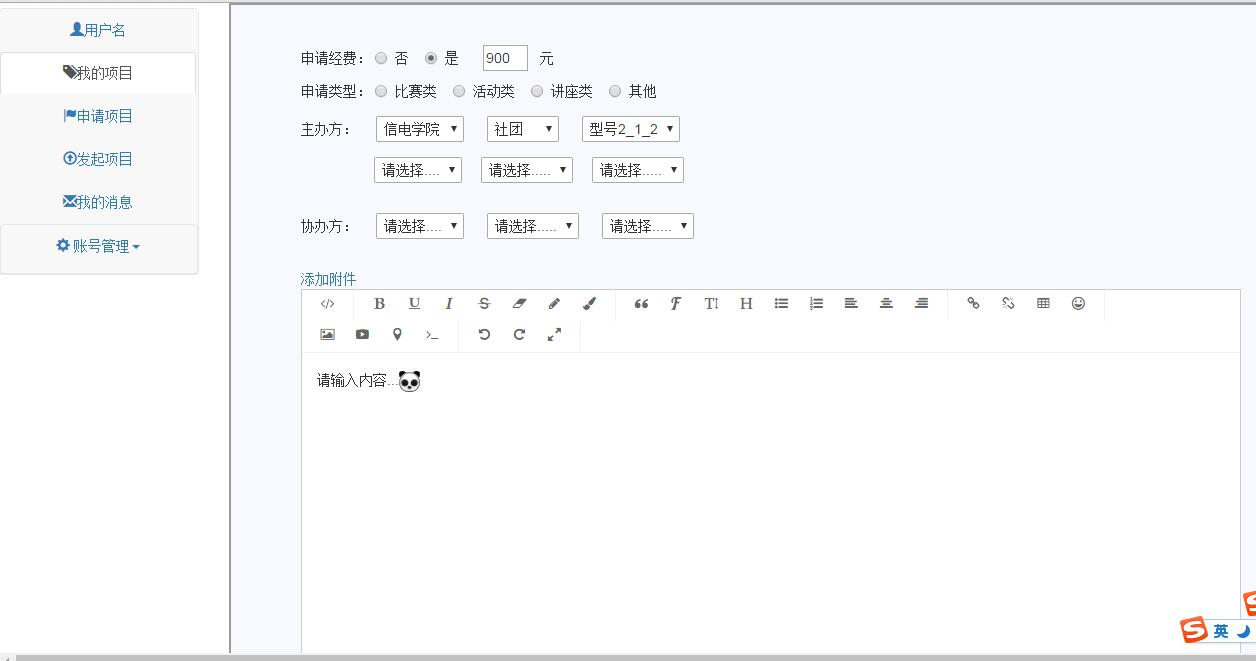 用户名
我的项目
申请项目
发起项目
我的消息
账号管理
申请经费： 否 是 900 元
申请类型： 比赛类 活动类 讲座类 其他
主办方： 信电学院 社团 型号2_1_2
请选择.... 请选择..... 请选择.....
协办方： 请选择.... 请选择..... 请选择.....
添加附件
</> B U I S F TI H
>_
请输入内容...
S 英